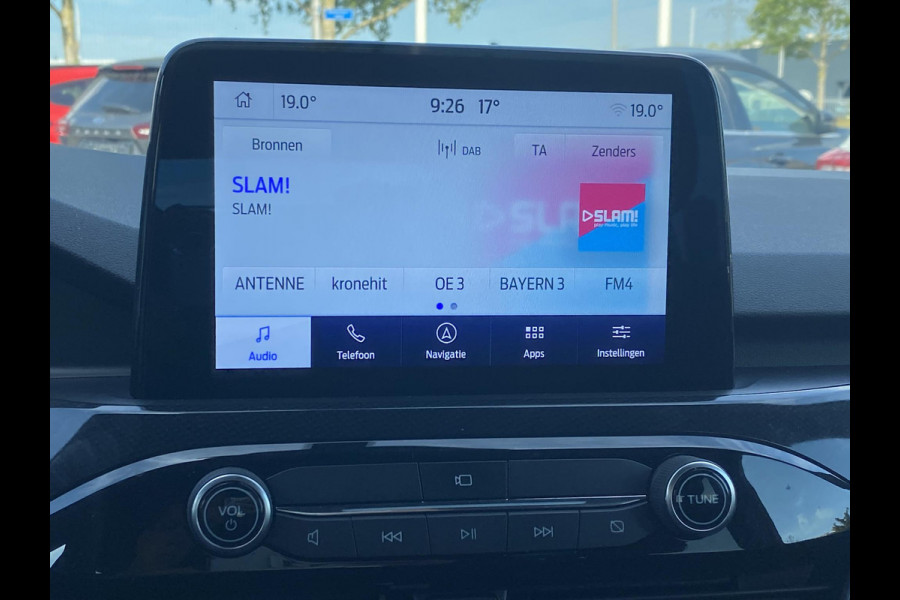 19.0° 9:26 17° 19.0°
Bronnen DAB TA Zenders
SLAM!
SLAM!
SLAM!
ANTENNE kronehit OE 3 BAYERN 3 FM4
Audio Telefoon Navigatie Apps Instellingen
VOL TUNE